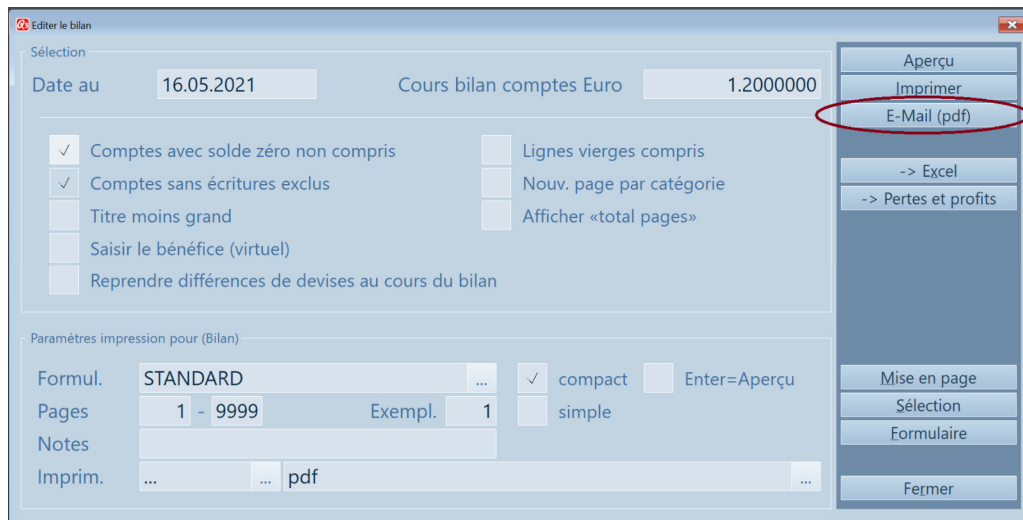 Editer le bilan
Sélection
Date au 16.05.2021 Cours bilan comptes Euro 1.2000000
Comptes avec solde zéro non compris Lignes vierges compris
Comptes sans écritures exclus Nouv. page par catégorie
Titre moins grand Afficher «total pages»
Saisir le bénéfice (virtuel)
Reprendre différences de devises au cours du bilan
Paramètres impression pour (Bilan)
Formul. STANDARD ... compact Enter=Aperçu
Pages 1 - 9999 Exempl. 1 simple
Notes
Imprim. ... ... pdf ...
Aperçu
Imprimer
E-Mail (pdf)
-> Excel
-> Pertes et profits
Mise en page
Sélection
Formulaire
Fermer